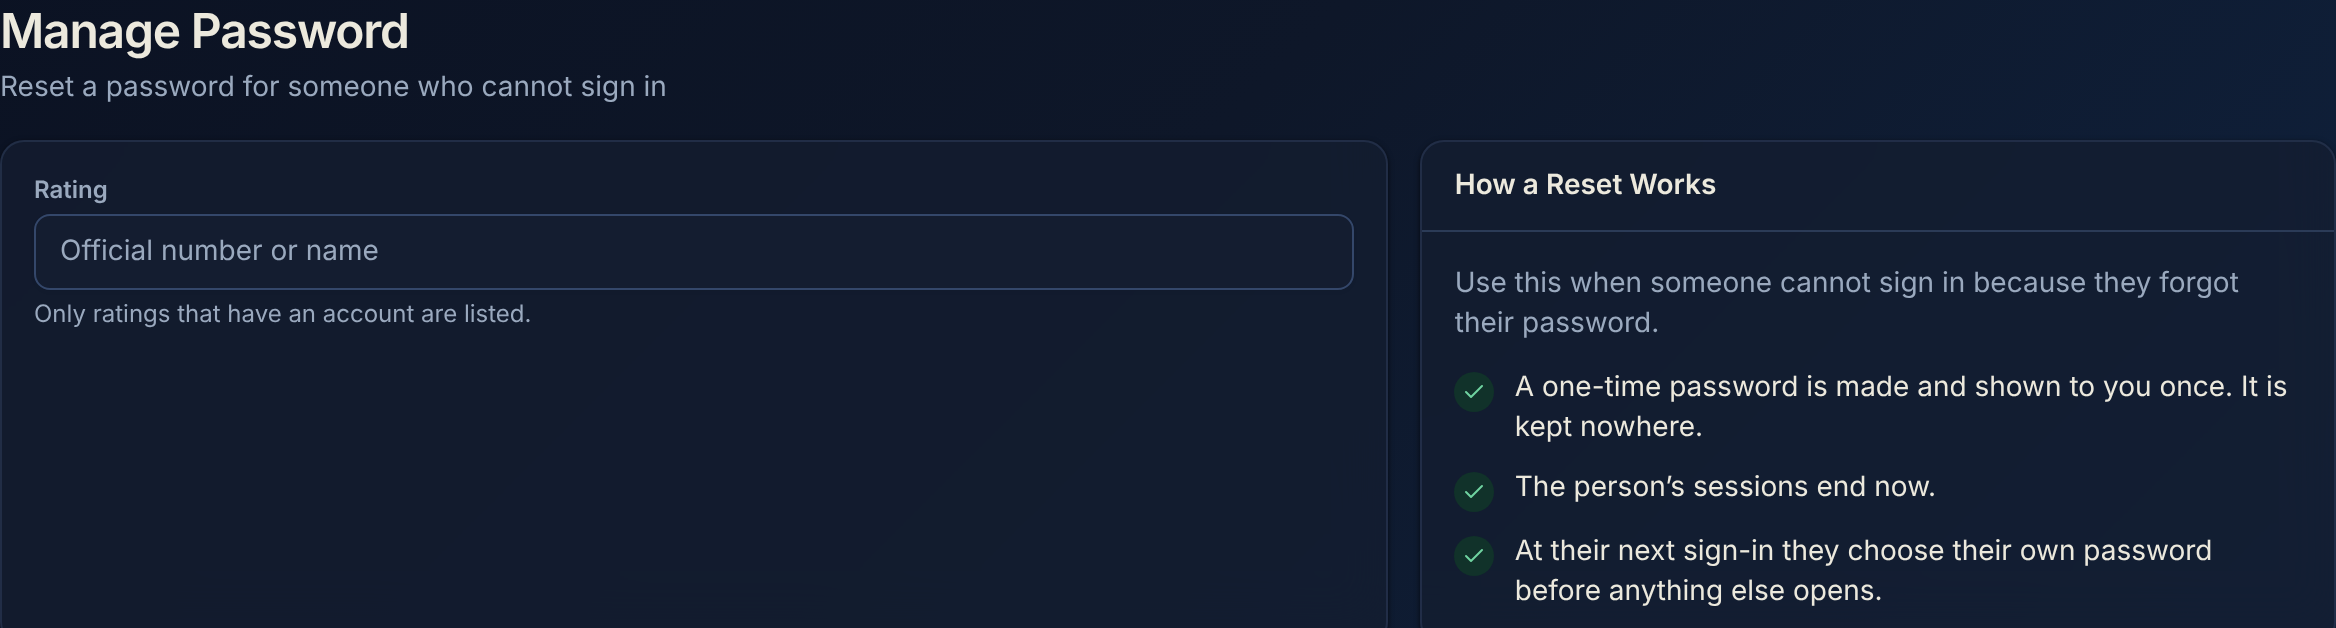 Manage Password
Reset a password for someone who cannot sign in
Rating
Official number or name
Only ratings that have an account are listed.
How a Reset Works
Use this when someone cannot sign in because they forgot
their password.
A one-time password is made and shown to you once. It is
kept nowhere.
The person’s sessions end now.
At their next sign-in they choose their own password
before anything else opens.